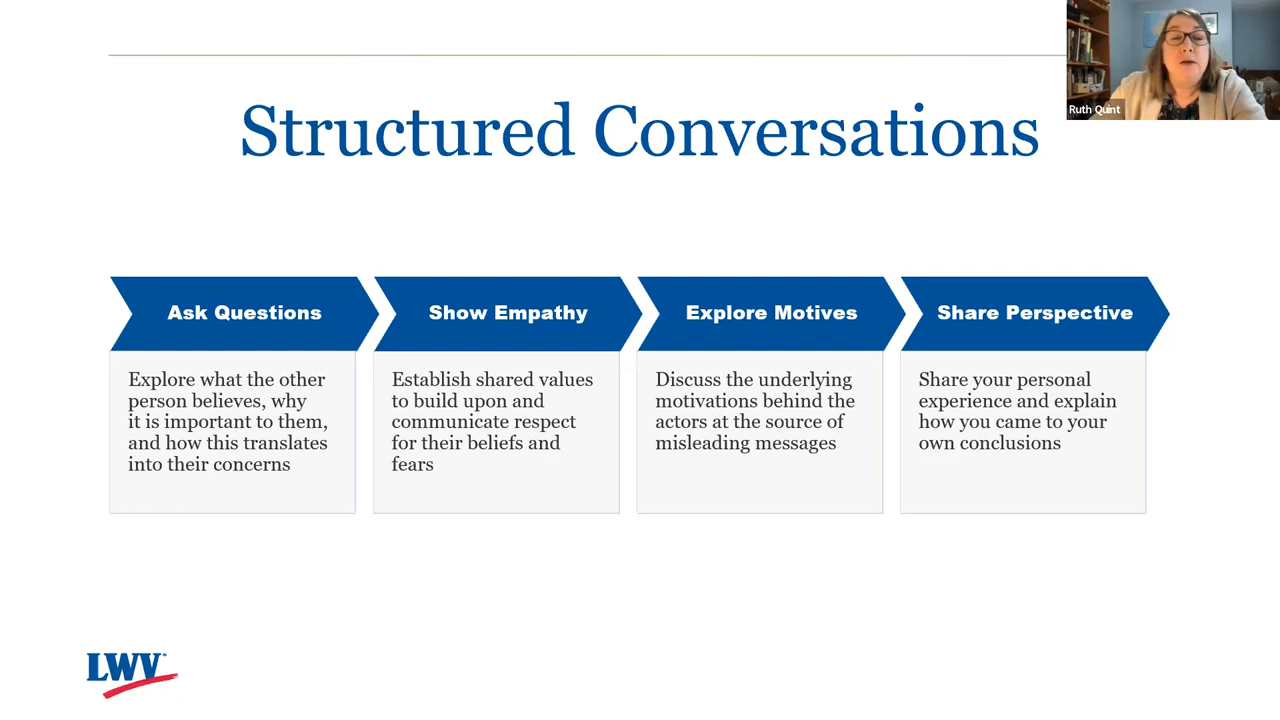 Ruth Quint
Structured Conversations
Ask Questions
Explore what the other
person believes, why
it is important to them,
and how this translates
into their concerns
Show Empathy
Establish shared values
to build upon and
communicate respect
for their beliefs and
fears
Explore Motives
Discuss the underlying
motivations behind the
actors at the source of
misleading messages
Share Perspective
Share your personal
experience and explain
how you came to your
own conclusions
LWV®